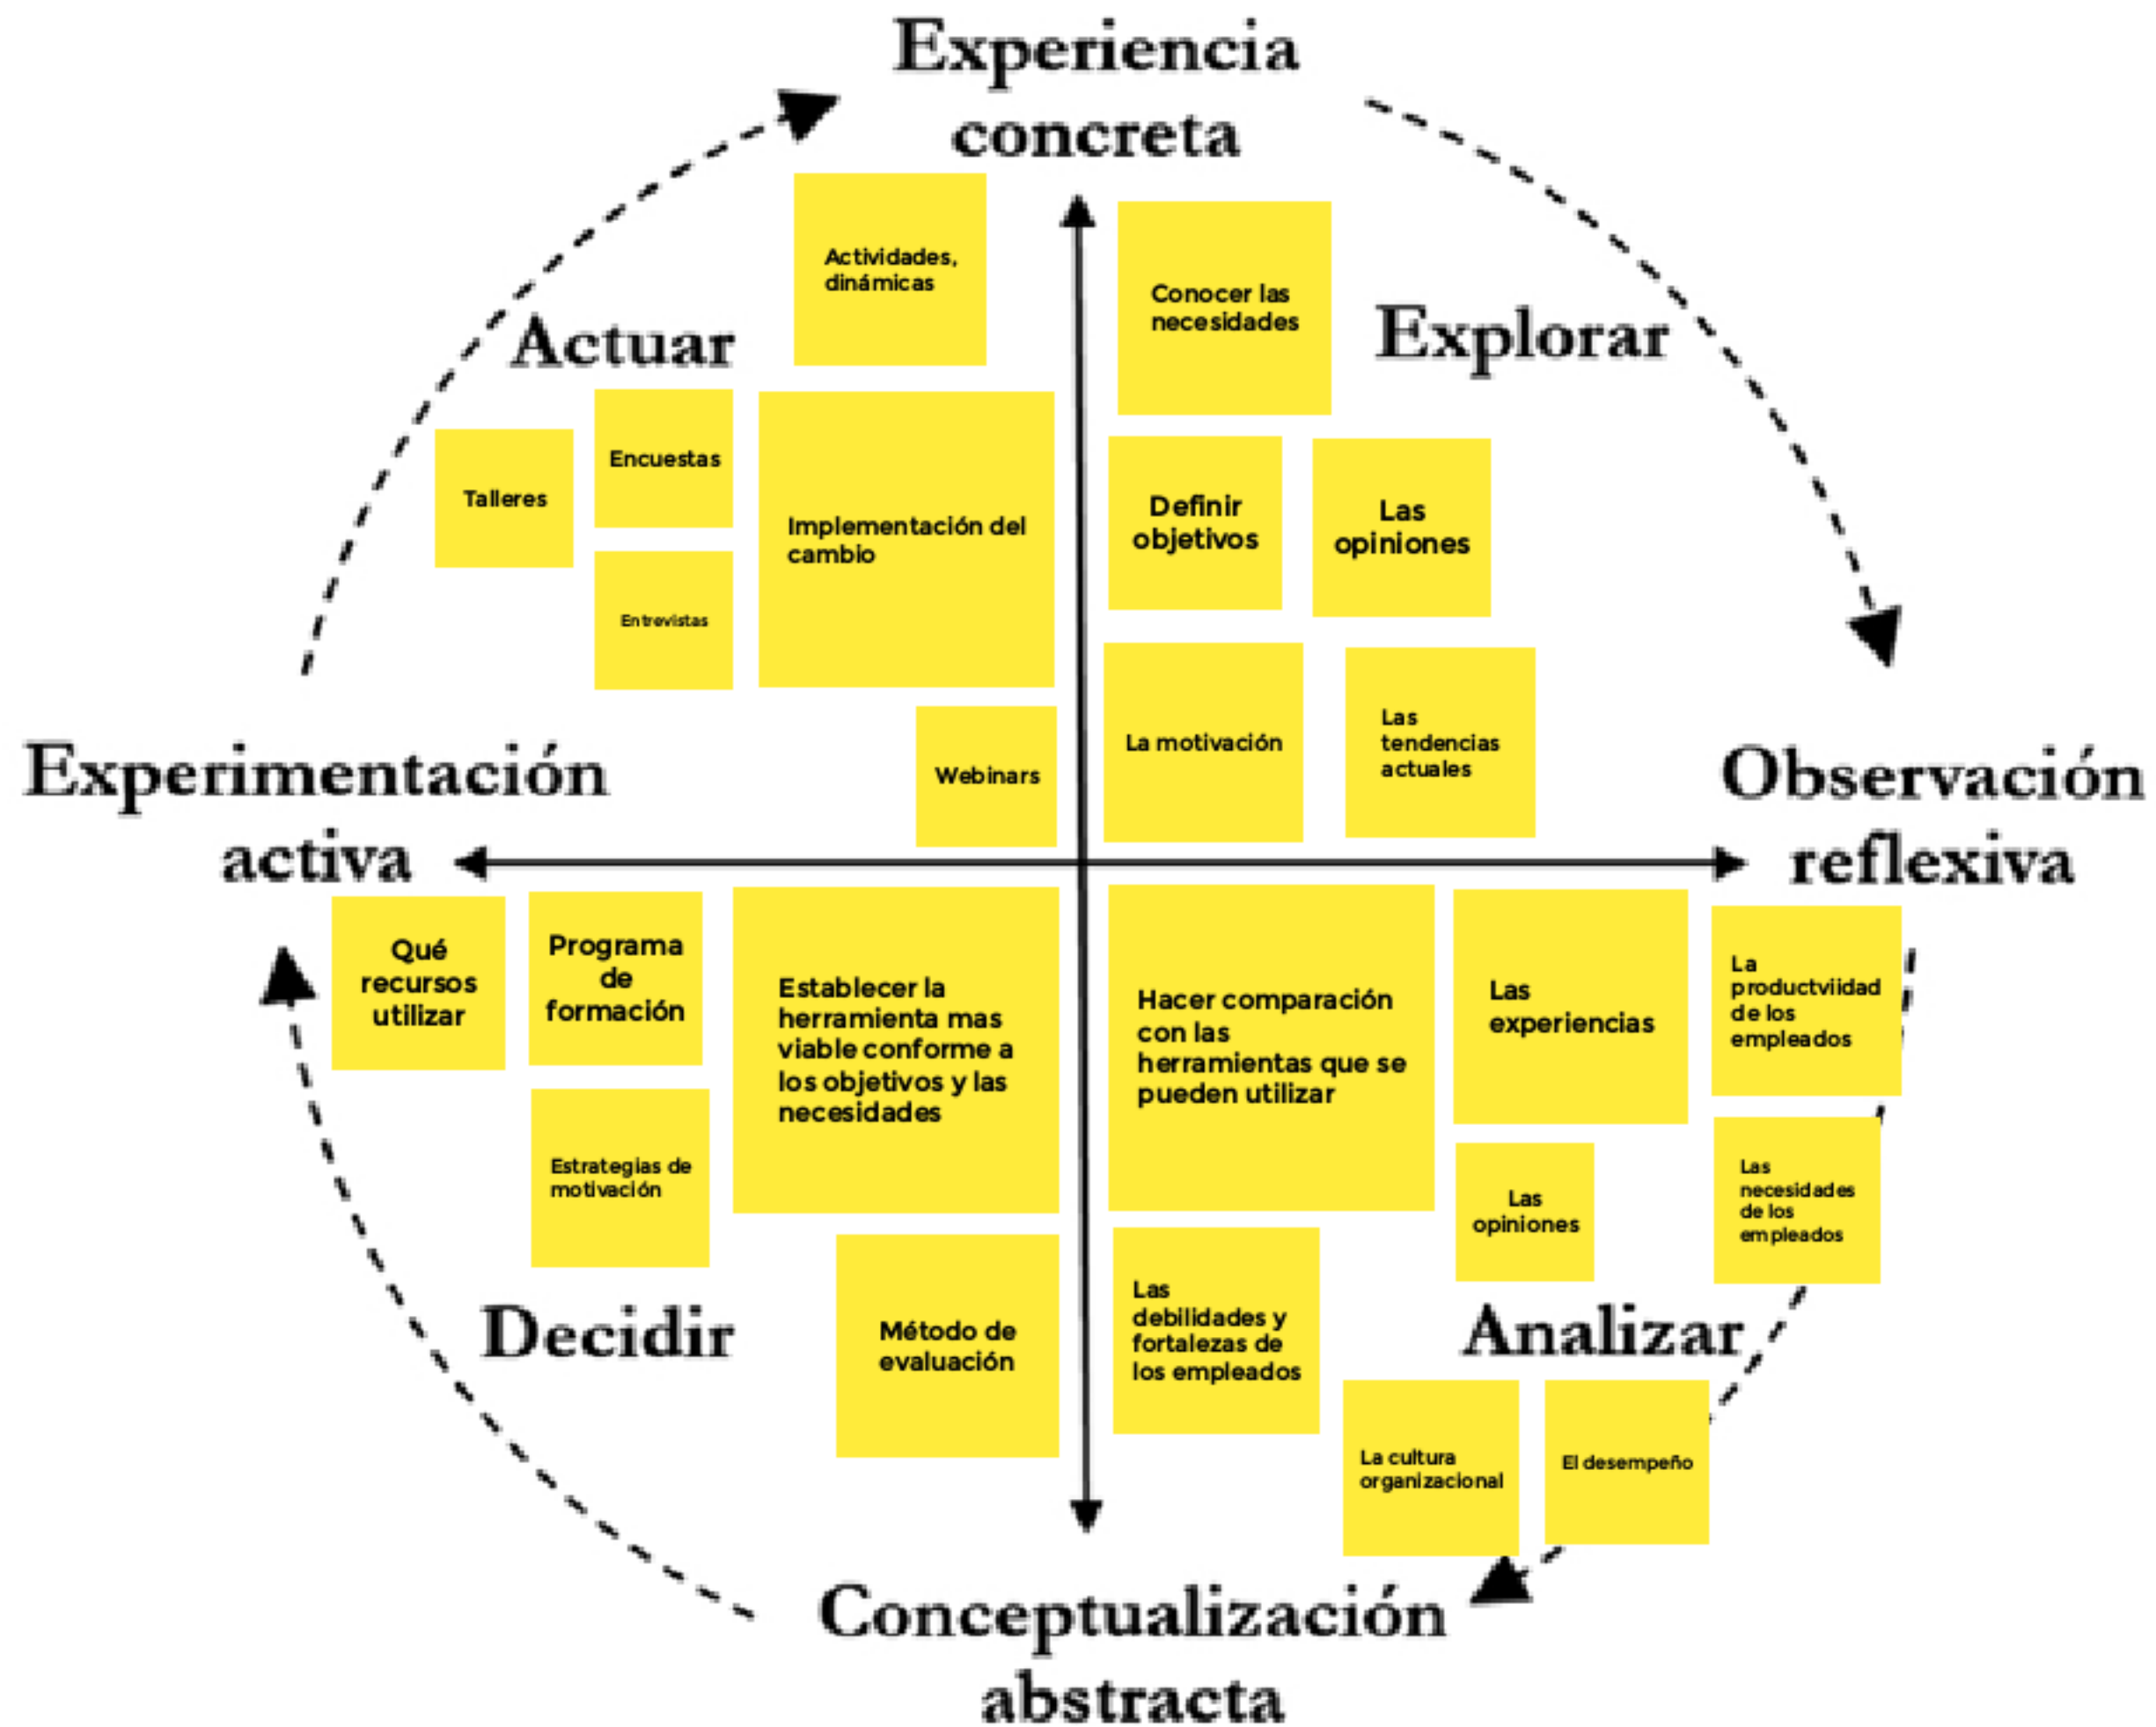 Experiencia
concreta
Actividades,
dinámicas
Conocer las
necesidades
Actuar
Explorar
Talleres
Encuestas
Entrevistas
Implementación del
cambio
Definir
objetivos
Las
opiniones
Webinars
La motivación
Las
tendencias
actuales
Experimentación
activa
Observación
reflexiva
Qué
recursos
utilizar
Programa
de
formación
Establecer la
herramienta mas
viable conforme a
los objetivos y las
necesidades
Hacer comparación
con las
herramientas que se
pueden utilizar
Las
experiencias
La
productviidad
de los
empleados
Estrategias de
motivación
Las
opiniones
Las
necesidades
de los
empleados
Decidir
Método de
evaluación
Las
debilidades y
fortalezas de
los empleados
Analizar
La cultura
organizacional
El desempeño
Conceptualización
abstracta